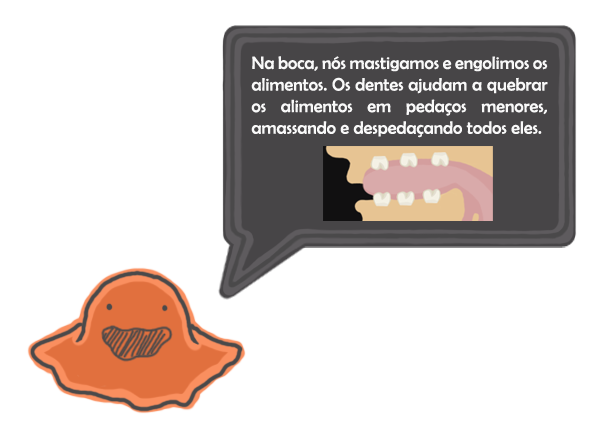 Na boca, nós mastigamos e engolimos os
alimentos. Os dentes ajudam a quebrar
os alimentos em pedaços menores,
amassando e despedaçando todos eles.